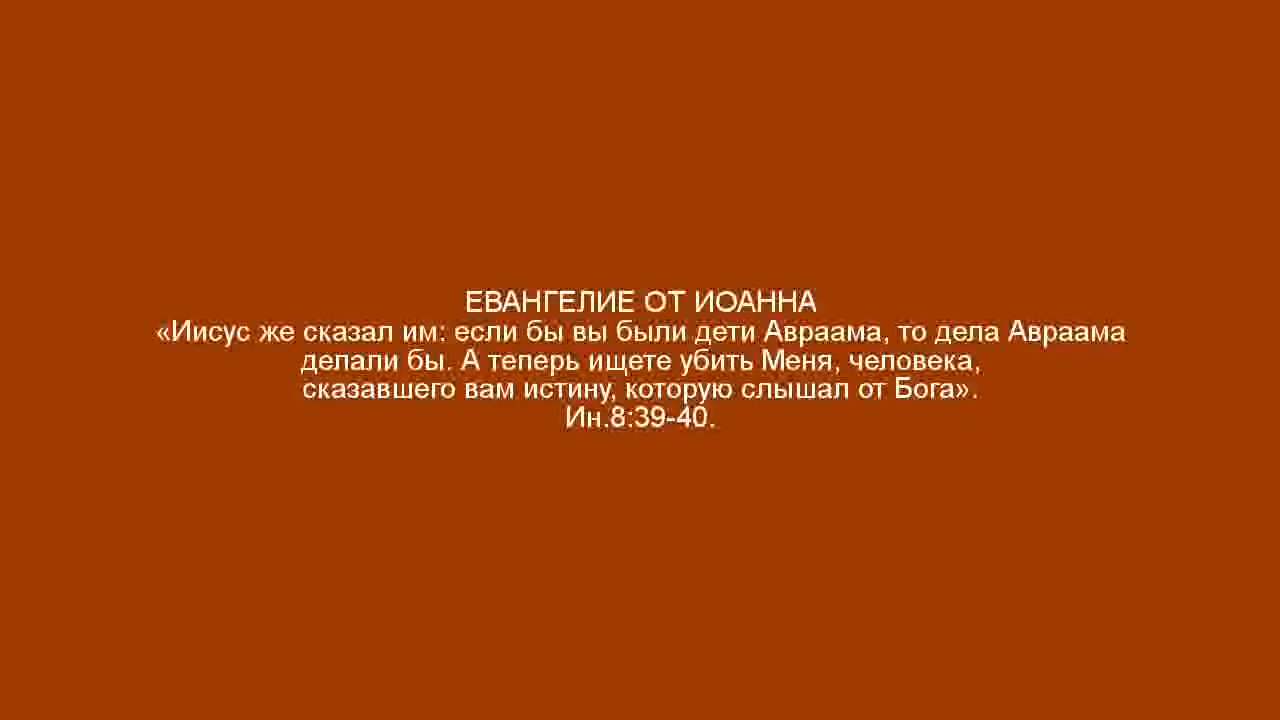 ЕВАНГЕЛИЕ ОТ ИОАННА
«Иисус же сказал им: если бы вы были дети Авраама, то дела Авраама
делали бы. А теперь ищете убить Меня, человека,
сказавшего вам истину, которую слышал от Бога».
Ин.8:39-40.